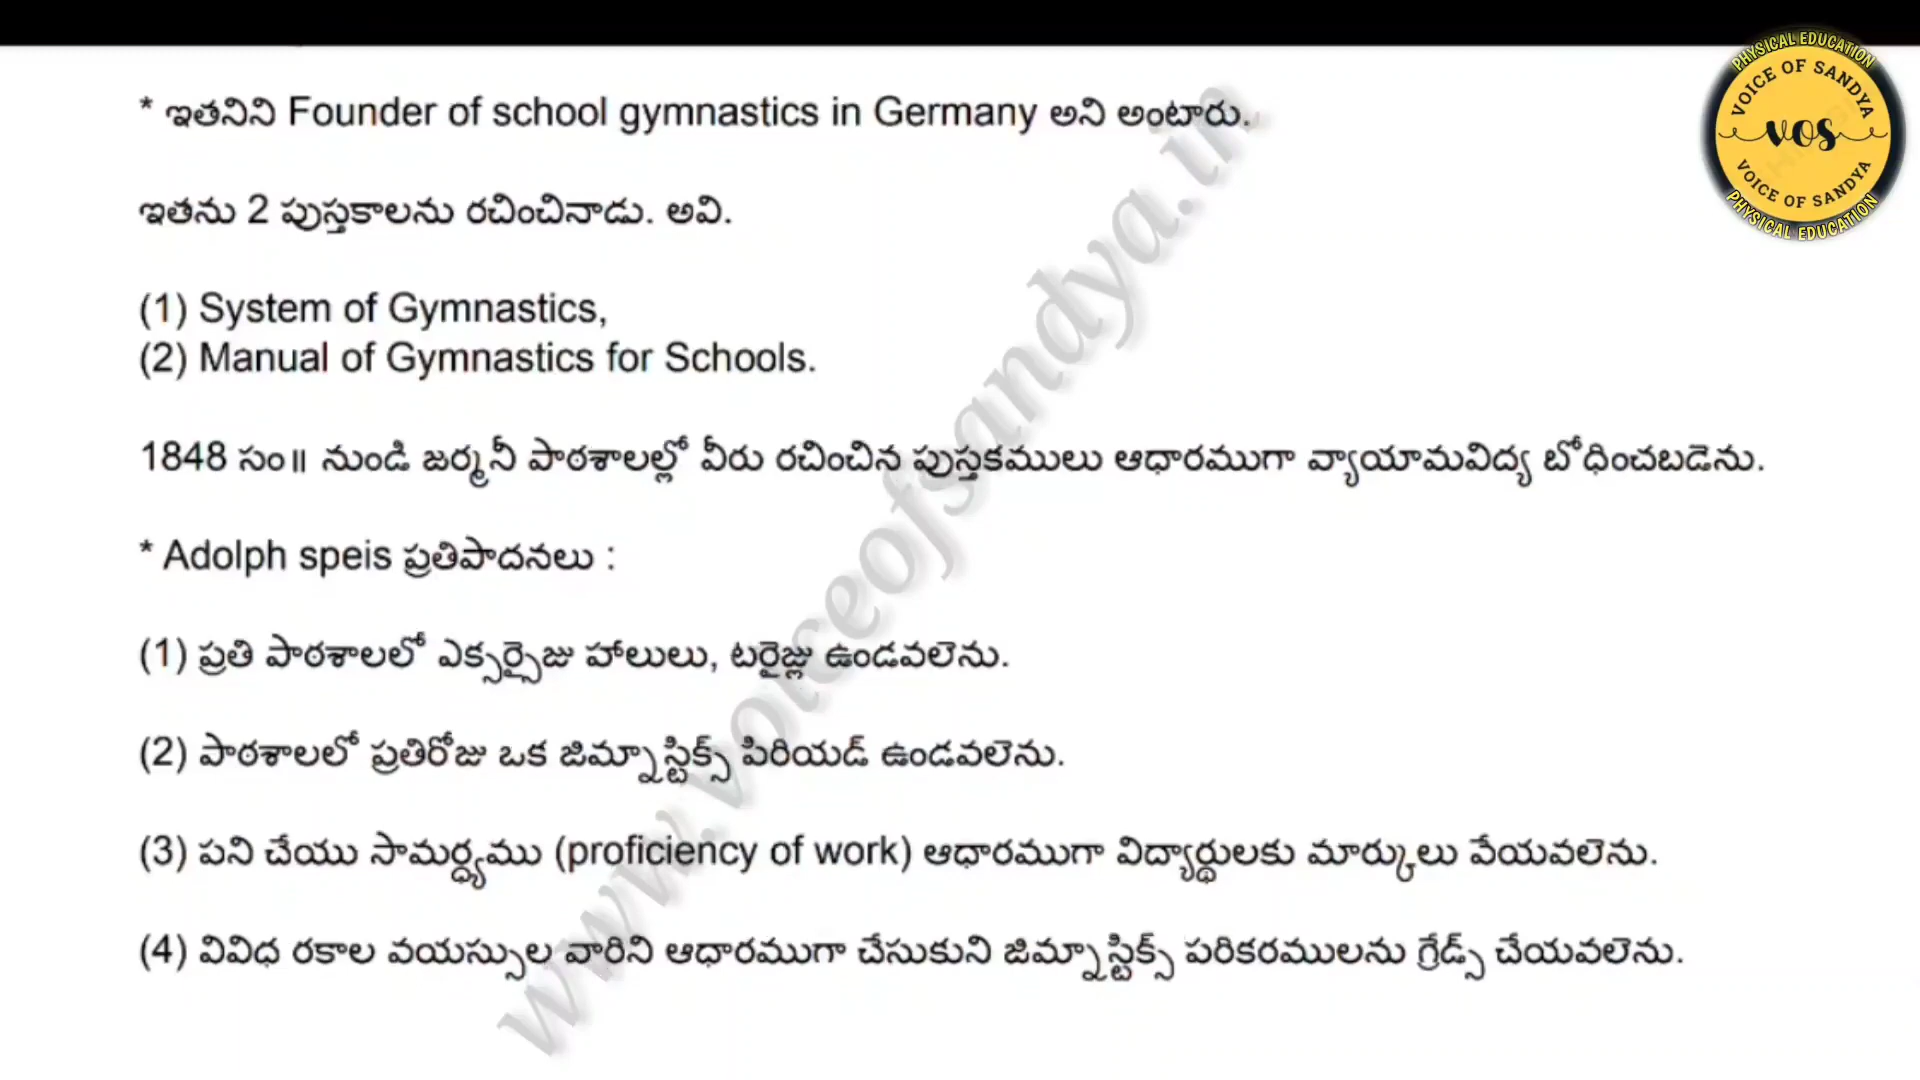 * ఇతనిని Founder of school gymnastics in Germany అని అంటారు.
ఇతను 2 పుస్తకాలను రచించినాడు. అవి.
(1) System of Gymnastics,
(2) Manual of Gymnastics for Schools.
1848 సం॥ నుండి జర్మనీ పాఠశాలల్లో వీరు రచించిన పుస్తకములు ఆధారముగా వ్యాయామవిద్య బోధించబడెను.
* Adolph speis ప్రతిపాదనలు :
(1) ప్రతి పాఠశాలలో ఎక్సర్సైజు హాలులు, టర్రైజ్లు ఉండవలెను.
(2) పాఠశాలలో ప్రతిరోజు ఒక జిమ్నాస్టిక్స్ పిరియడ్ ఉండవలెను.
(3) పని చేయు సామర్ధ్యము (proficiency of work) ఆధారముగా విద్యార్థులకు మార్కులు వేయవలెను.
(4) వివిధ రకాల వయస్సుల వారిని ఆధారముగా చేసుకుని జిమ్నాస్టిక్స్ పరికరములను గ్రేడ్స్ చేయవలెను.
www.voiceofsandya.in
PHYSICAL EDUCATION
VOICE OF SANDYA
VOS
VOICE OF SANDYA
PHYSICAL EDUCATION